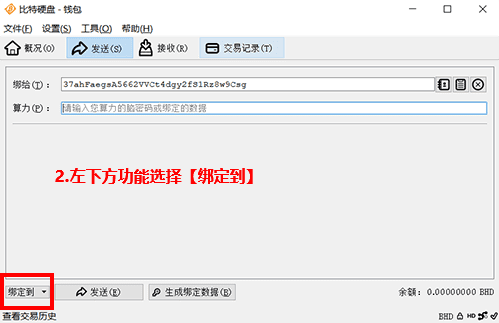 比特硬盘 - 钱包
文件(F) 设置(S) 工具(O) 帮助(H)
概况(O) 发送(S) 接收(R) 交易记录(T)
绑给(T)： 37ahFaegsA5662VVCt4dgy2f81Rz8w9Csg
算力(P)： 请输入您算力的脑密码或绑定的数据
2.左下方功能选择【绑定到】
绑定到 发送(E) 生成绑定数据(B) 余额： 0.00000000 BHD
查看交易历史 BHD HD